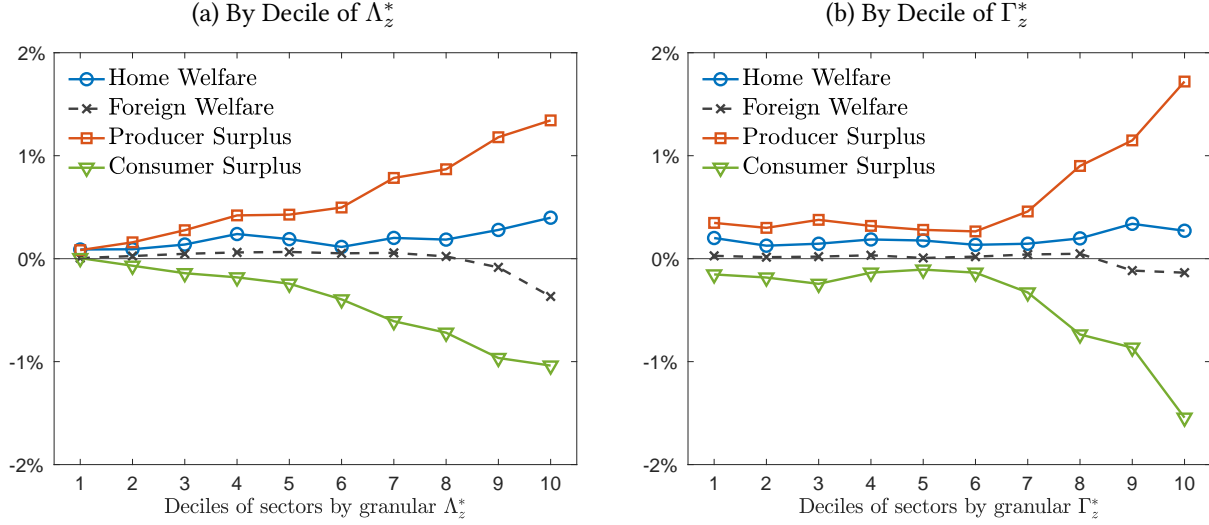 (a) By Decile of Λ*z
2%
1%
0%
-1%
-2%
Home Welfare
Foreign Welfare
Producer Surplus
Consumer Surplus
1 2 3 4 5 6 7 8 9 10
Deciles of sectors by granular Λ*z
(b) By Decile of Γ*z
2%
1%
0%
-1%
-2%
Home Welfare
Foreign Welfare
Producer Surplus
Consumer Surplus
1 2 3 4 5 6 7 8 9 10
Deciles of sectors by granular Γ*z